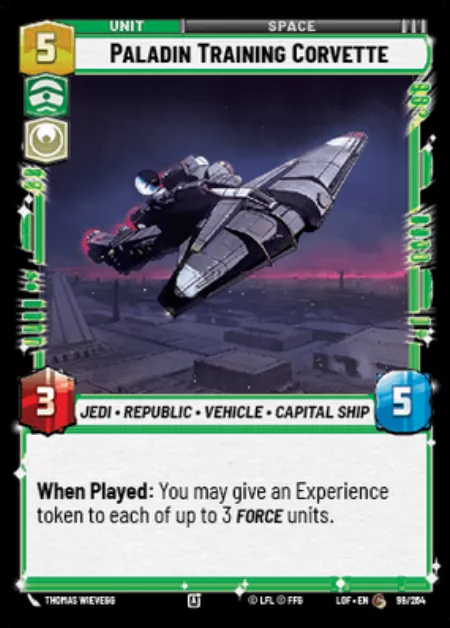 UNIT SPACE
5 PALADIN TRAINING CORVETTE
3 JEDI • REPUBLIC • VEHICLE • CAPITAL SHIP 5
When Played: You may give an Experience
token to each of up to 3 FORCE units.
THOMAS WIEVEGG A © LFL © FFG LOF • EN 98/264